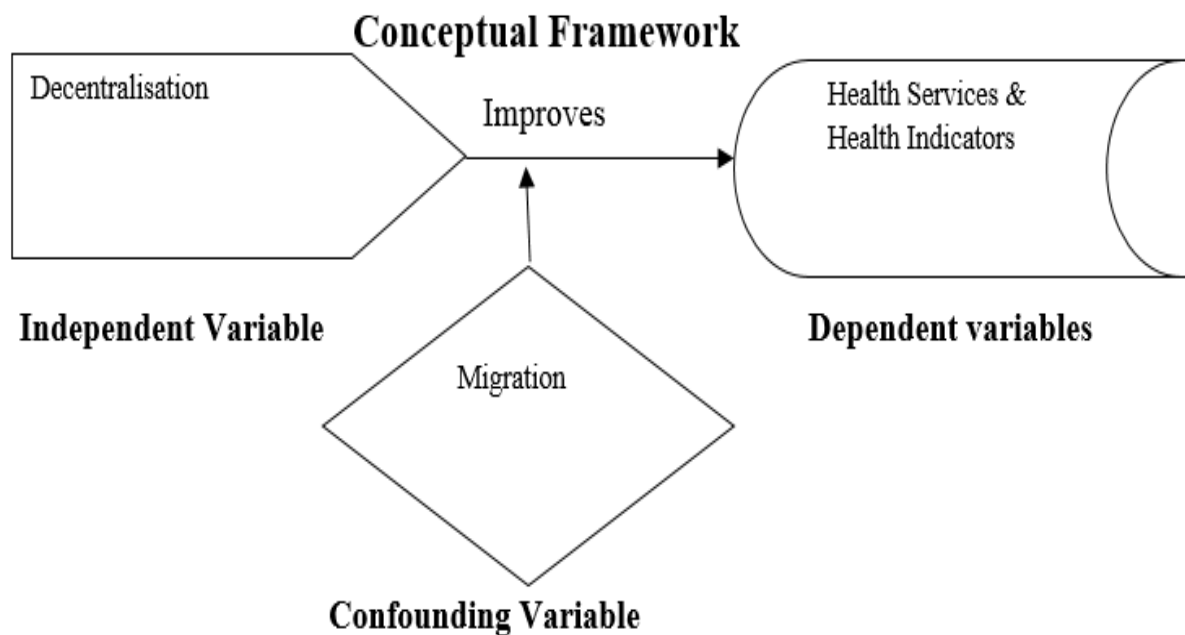 Conceptual Framework
Decentralisation
Improves
Health Services &
Health Indicators
Independent Variable
Dependent variables
Migration
Confounding Variable